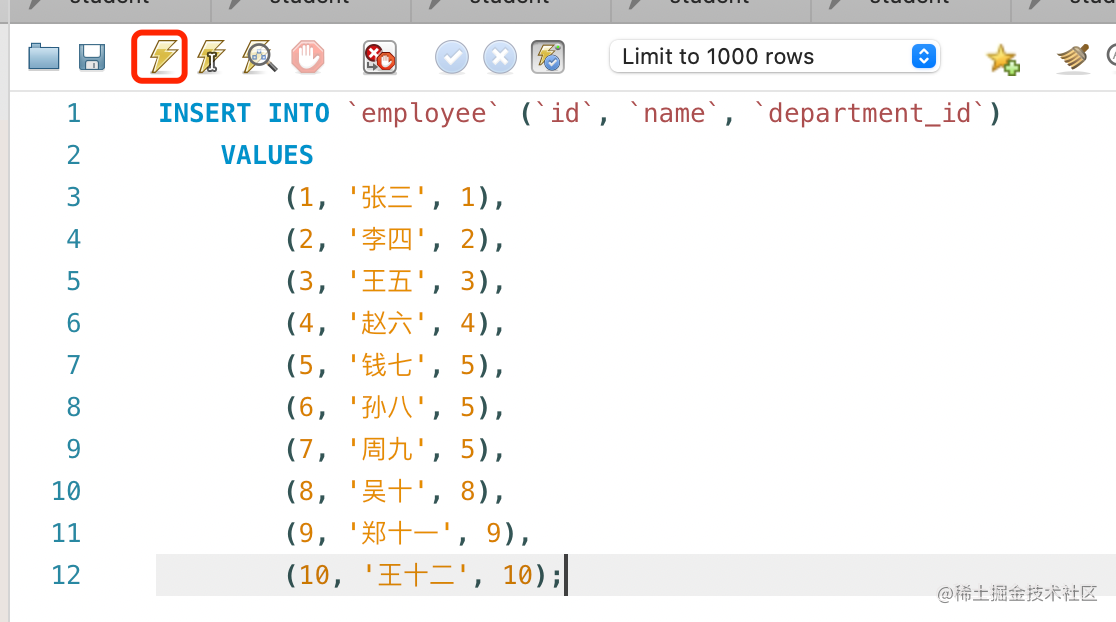 student student student student student stud
Limit to 1000 rows
1 INSERT INTO `employee` (`id`, `name`, `department_id`)
2 VALUES
3 (1, '张三', 1),
4 (2, '李四', 2),
5 (3, '王五', 3),
6 (4, '赵六', 4),
7 (5, '钱七', 5),
8 (6, '孙八', 5),
9 (7, '周九', 5),
10 (8, '吴十', 8),
11 (9, '郑十一', 9),
12 (10, '王十二', 10);
@稀土掘金技术社区